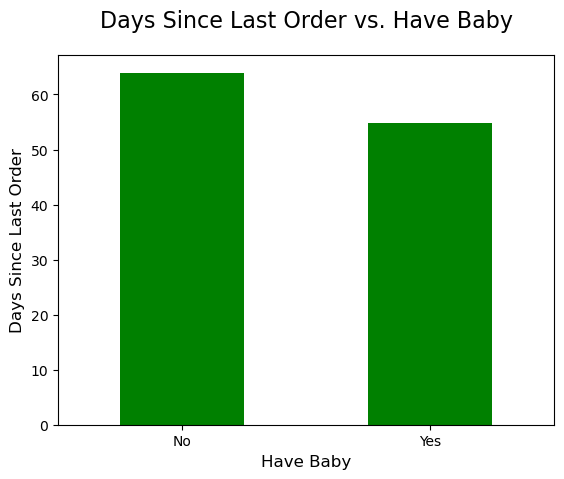 Days Since Last Order vs. Have Baby
60
50
40
30
20
10
0
Days Since Last Order
No
Yes
Have Baby